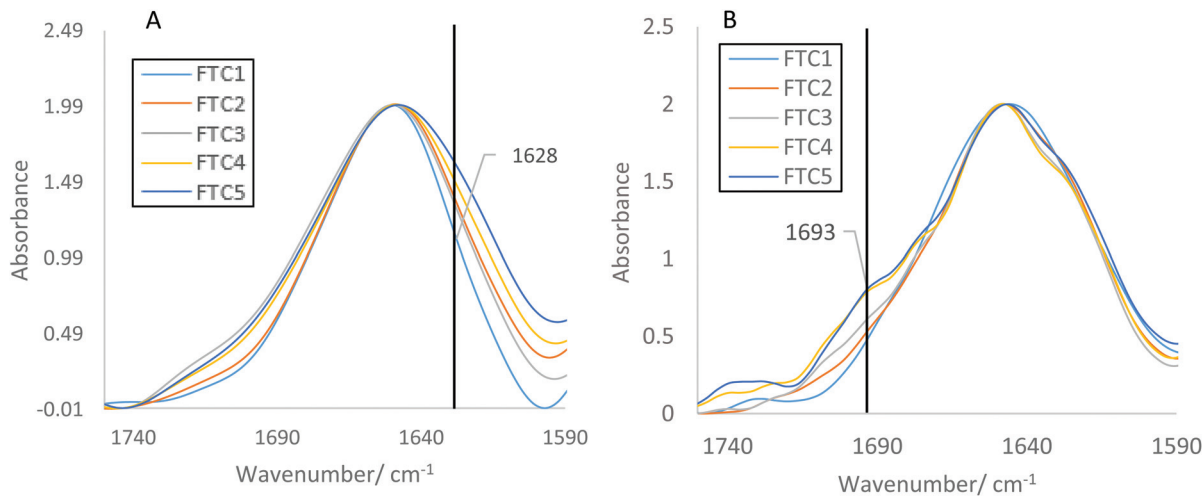 A
2.49
1.99
1.49
0.99
0.49
-0.01
Absorbance
FTC1
FTC2
FTC3
FTC4
FTC5
1628
1740
1690
1640
1590
Wavenumber/ cm⁻¹
B
2.5
2
1.5
1
0.5
0
Absorbance
FTC1
FTC2
FTC3
FTC4
FTC5
1693
1740
1690
1640
1590
Wavenumber/ cm⁻¹